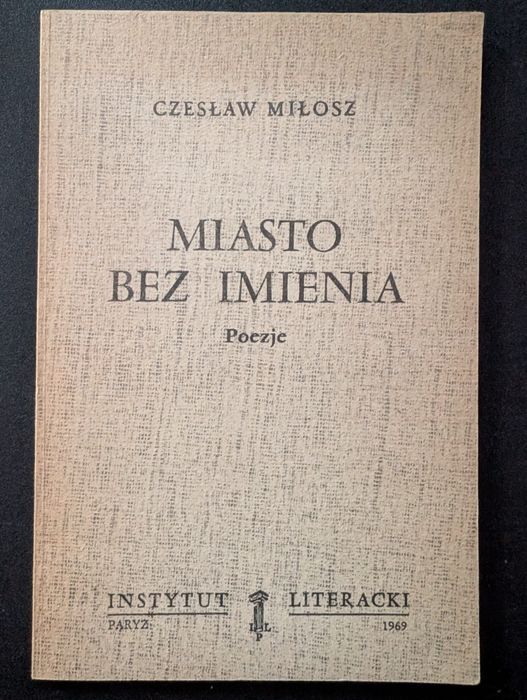 CZESŁAW MIŁOSZ
MIASTO
BEZ IMIENIA
Poezje
INSTYTUT LITERACKI
PARYŻ I L P 1969